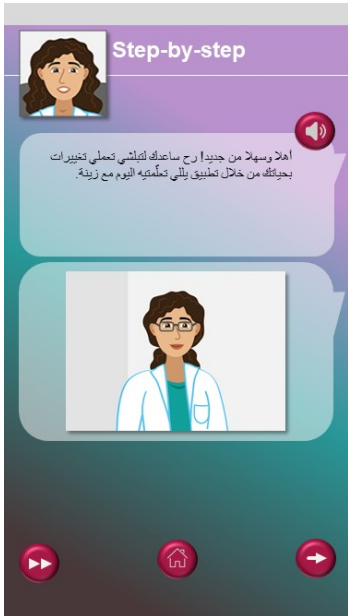 Step-by-step
أهلا وسهلا من جديد! رح ساعدك لتبلشي تعملي تغييرات
بحياتك من خلال تطبيق يللي تعلّمتيه اليوم مع زينة.